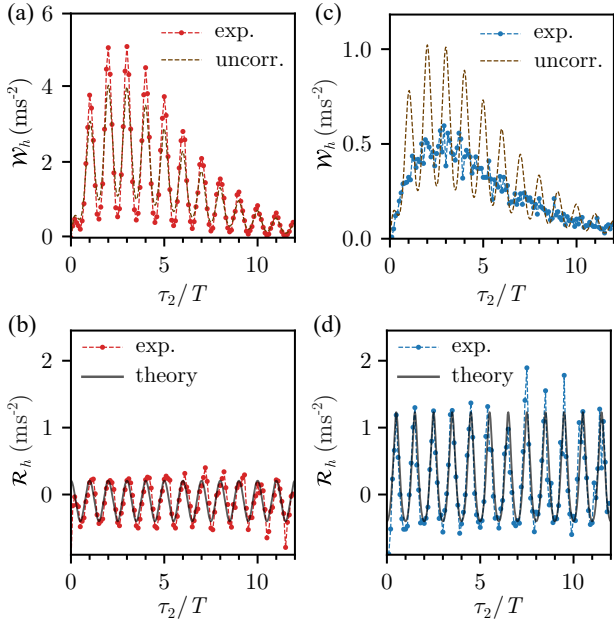 (a)
6
4
2
0
0
5
10
exp.
uncorr.
𝒲h (ms-2)
τ2/T
(c)
1.0
0.5
0.0
0
5
10
exp.
uncorr.
𝒲h (ms-2)
τ2/T
(b)
2
1
0
0
5
10
exp.
theory
ℛh (ms-2)
τ2/T
(d)
2
1
0
0
5
10
exp.
theory
ℛh (ms-2)
τ2/T